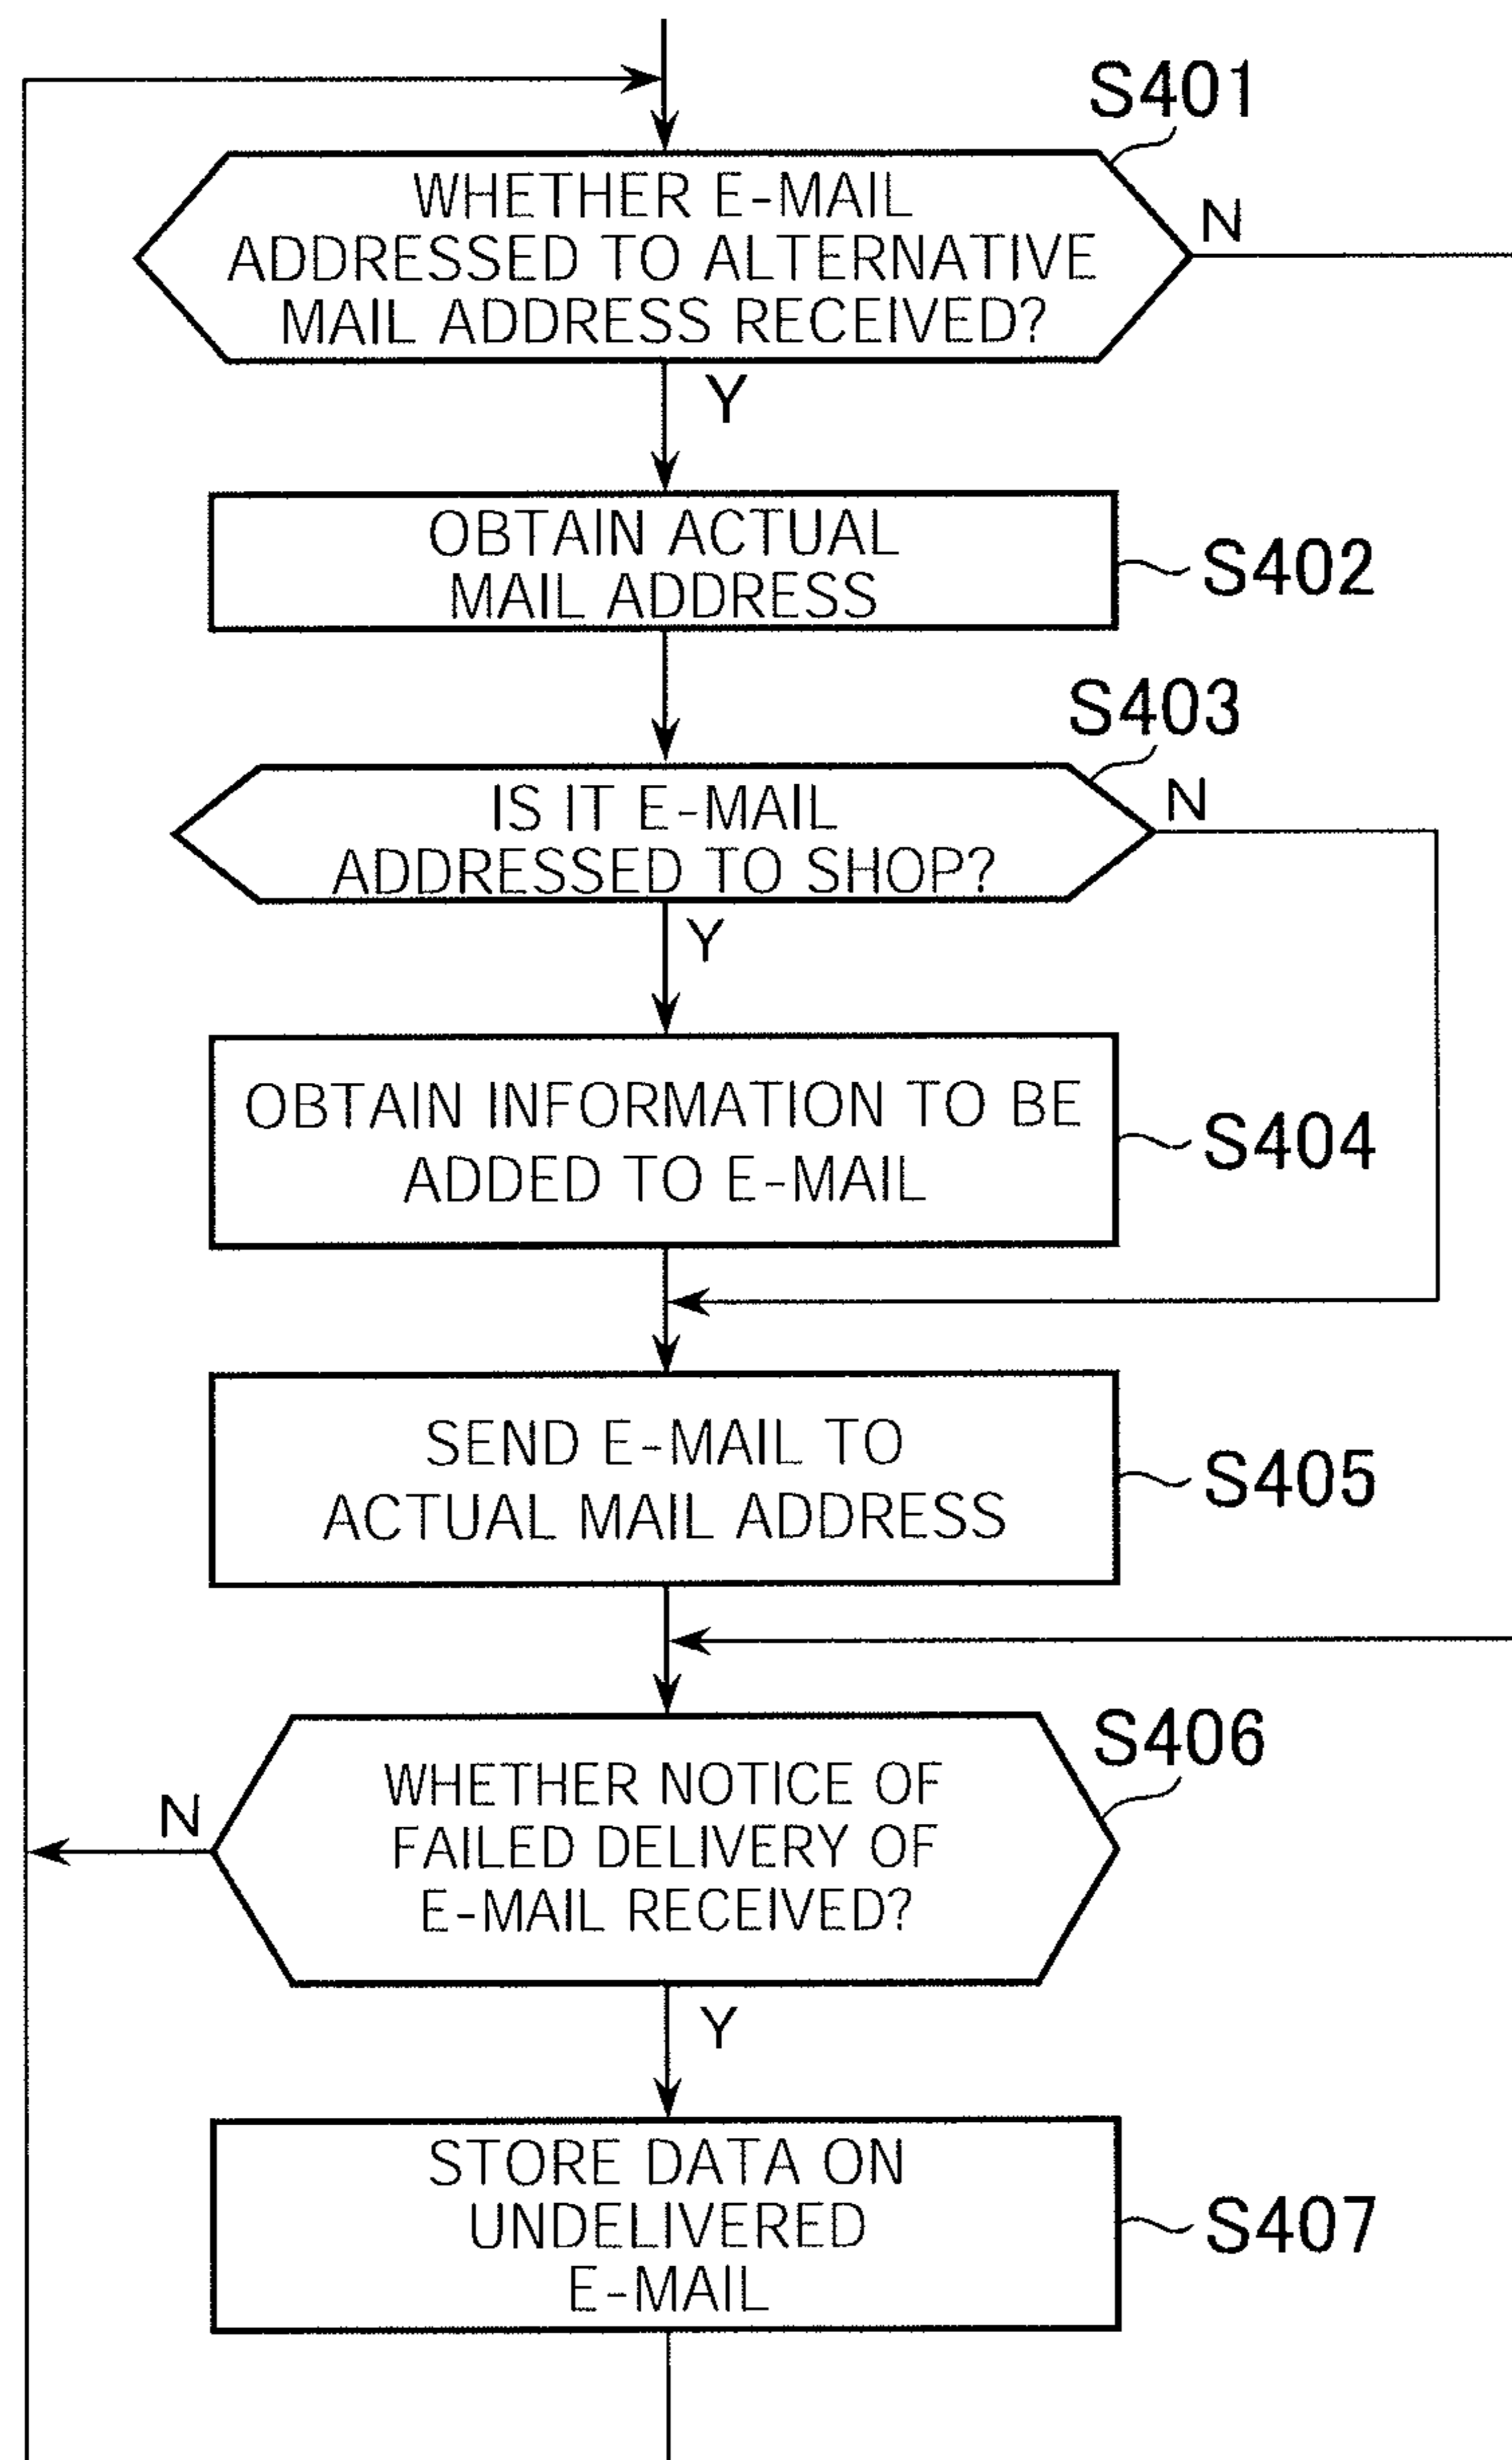 S401
WHETHER E-MAIL
ADDRESSED TO ALTERNATIVE
MAIL ADDRESS RECEIVED?
N
Y
OBTAIN ACTUAL
MAIL ADDRESS
S402
S403
IS IT E-MAIL
ADDRESSED TO SHOP?
N
Y
OBTAIN INFORMATION TO BE
ADDED TO E-MAIL
S404
SEND E-MAIL TO
ACTUAL MAIL ADDRESS
S405
S406
WHETHER NOTICE OF
FAILED DELIVERY OF
E-MAIL RECEIVED?
N
Y
STORE DATA ON
UNDELIVERED
E-MAIL
S407